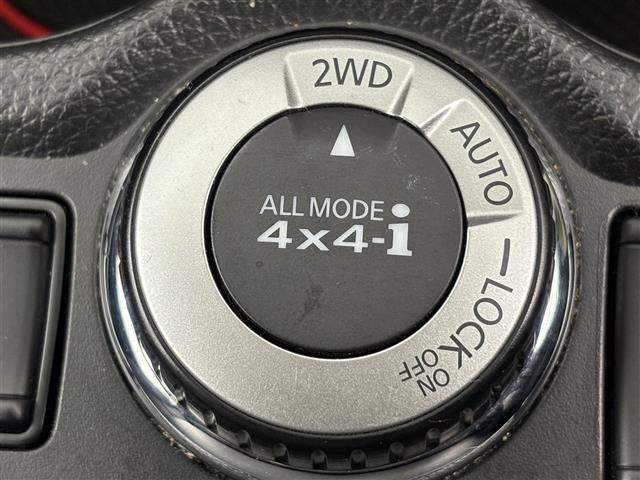 2WD
AUTO
LOCK
ON
OFF
ALL MODE
4x4-i